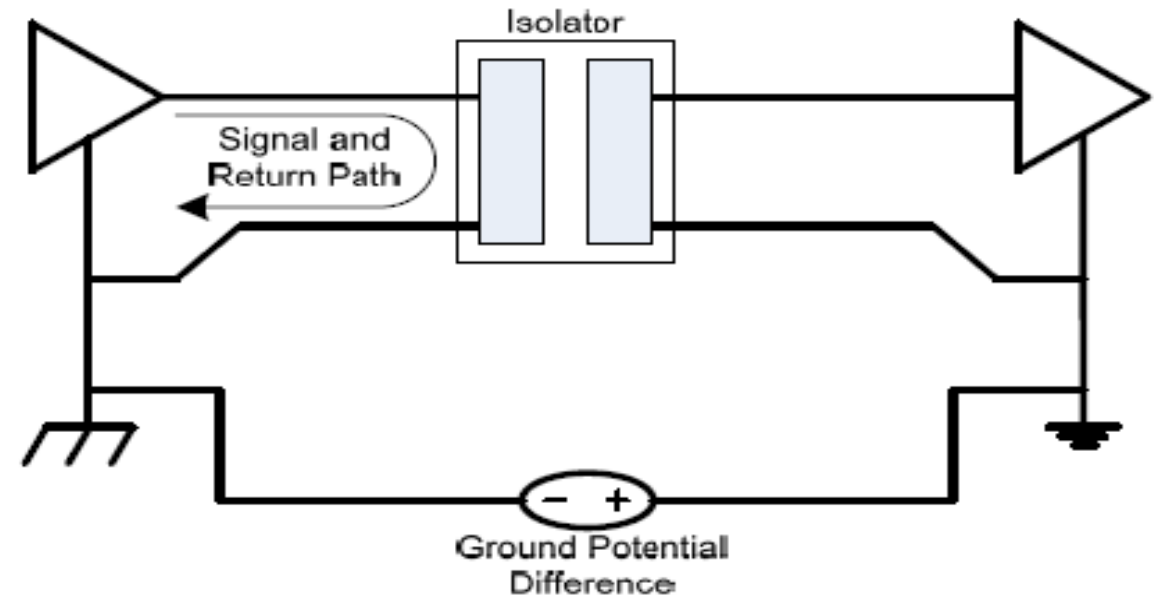 Isolator
Signal and
Return Path
− +
Ground Potential
Difference